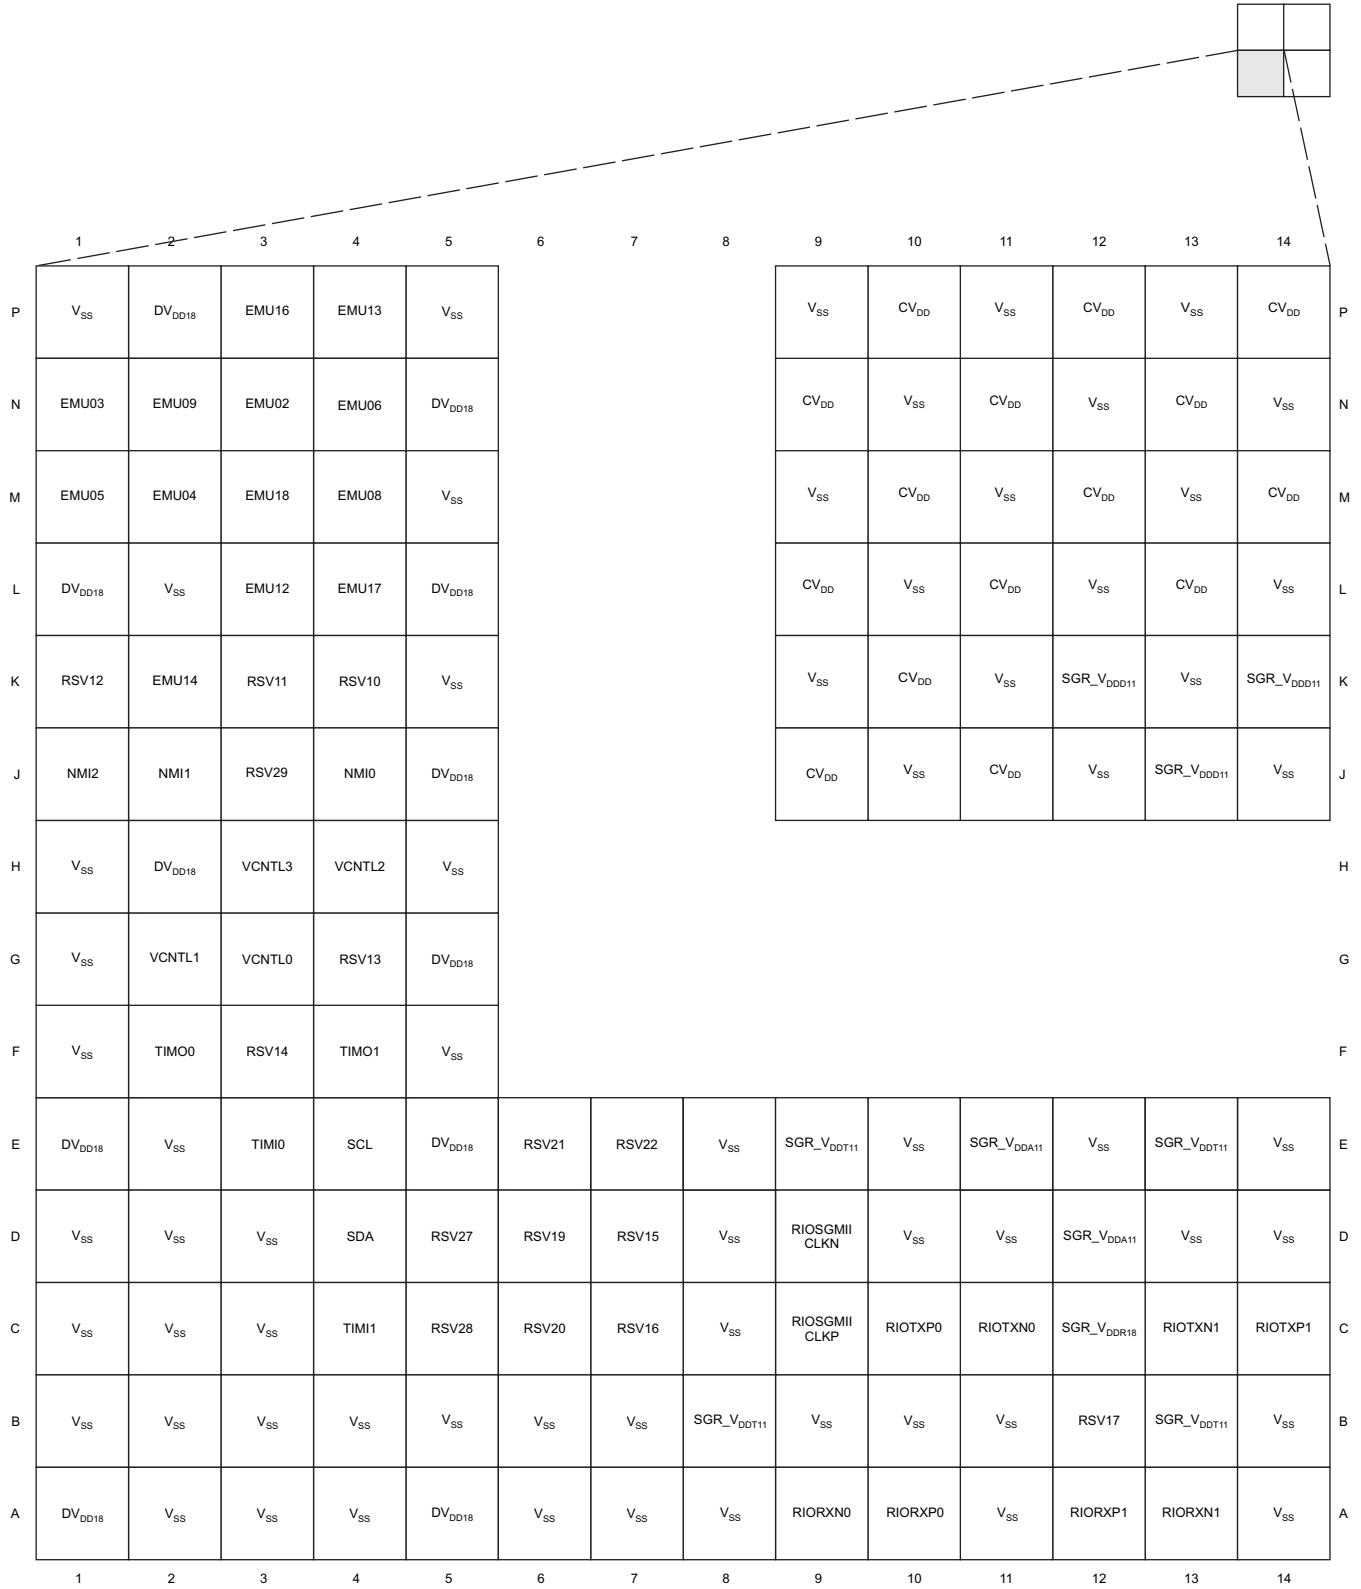 1 2 3 4 5 6 7 8 9 10 11 12 13 14
P VSS DVDD18 EMU16 EMU13 VSS VSS CVDD VSS CVDD VSS CVDD P
N EMU03 EMU09 EMU02 EMU06 DVDD18 CVDD VSS CVDD VSS CVDD VSS N
M EMU05 EMU04 EMU18 EMU08 VSS VSS CVDD VSS CVDD VSS CVDD M
L DVDD18 VSS EMU12 EMU17 DVDD18 CVDD VSS CVDD VSS CVDD VSS L
K RSV12 EMU14 RSV11 RSV10 VSS VSS CVDD VSS SGR_VDDD11 VSS SGR_VDDD11 K
J NMI2 NMI1 RSV29 NMI0 DVDD18 CVDD VSS CVDD VSS SGR_VDDD11 VSS J
H VSS DVDD18 VCNTL3 VCNTL2 VSS H
G VSS VCNTL1 VCNTL0 RSV13 DVDD18 G
F VSS TIMO0 RSV14 TIMO1 VSS F
E DVDD18 VSS TIMI0 SCL DVDD18 RSV21 RSV22 VSS SGR_VDDT11 VSS SGR_VDDA11 VSS SGR_VDDT11 VSS E
D VSS VSS VSS SDA RSV27 RSV19 RSV15 VSS RIOSGMII CLKN VSS VSS SGR_VDDA11 VSS VSS D
C VSS VSS VSS TIMI1 RSV28 RSV20 RSV16 VSS RIOSGMII CLKP RIOTXP0 RIOTXN0 SGR_VDDR18 RIOTXN1 RIOTXP1 C
B VSS VSS VSS VSS VSS VSS VSS SGR_VDDT11 VSS VSS VSS RSV17 SGR_VDDT11 VSS B
A DVDD18 VSS VSS VSS DVDD18 VSS VSS VSS RIORXN0 RIORXP0 VSS RIORXP1 RIORXN1 VSS A
1 2 3 4 5 6 7 8 9 10 11 12 13 14